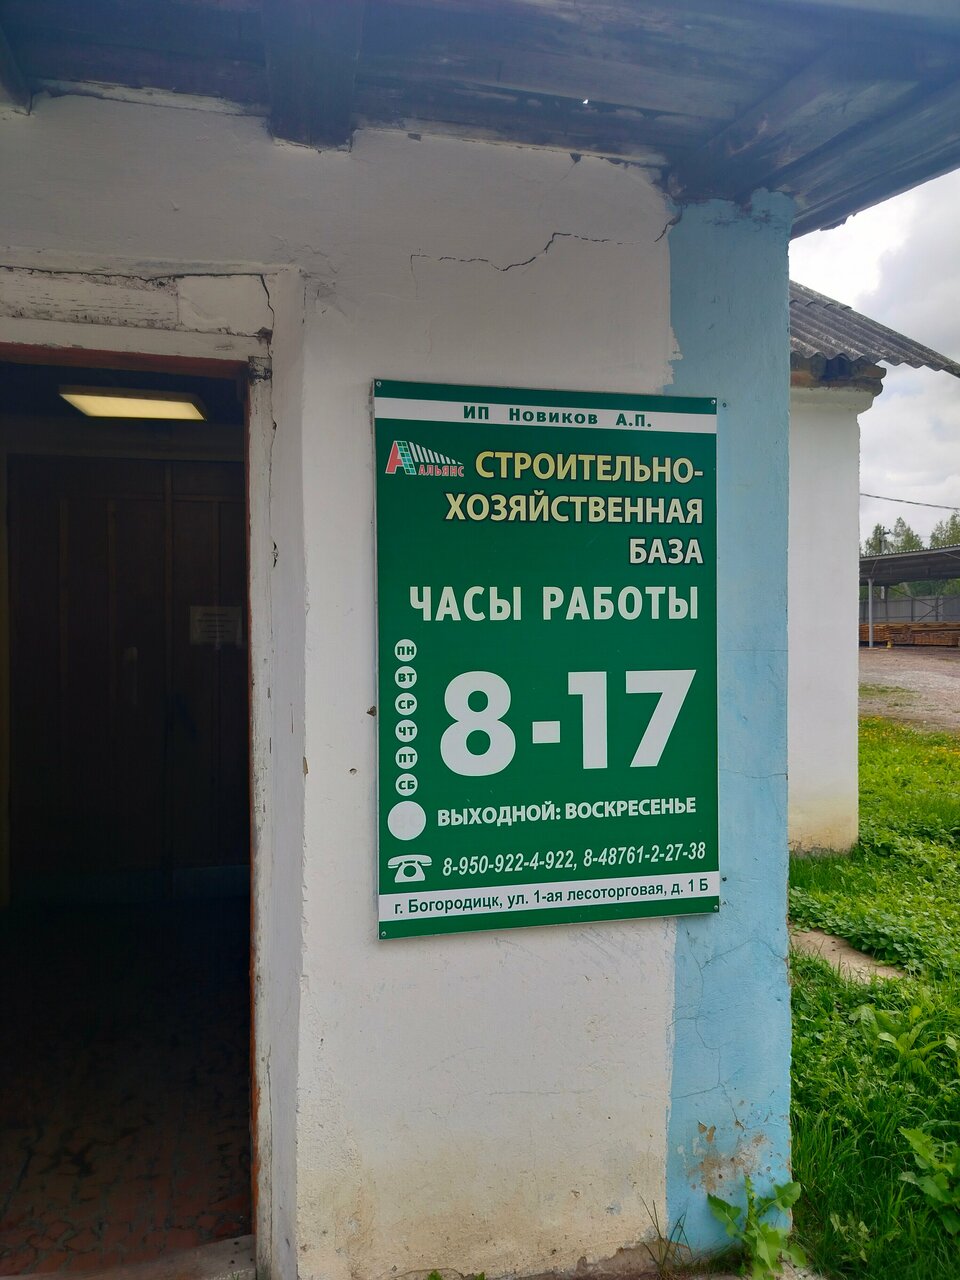 ИП Новиков А.П.
АЛЬЯНС
СТРОИТЕЛЬНО-
ХОЗЯЙСТВЕННАЯ
БАЗА
ЧАСЫ РАБОТЫ
ПН
ВТ
СР
ЧТ
ПТ
СБ
8-17
ВЫХОДНОЙ: ВОСКРЕСЕНЬЕ
8-950-922-4-922, 8-48761-2-27-38
г. Богородицк, ул. 1-ая лесоторговая, д. 1 Б